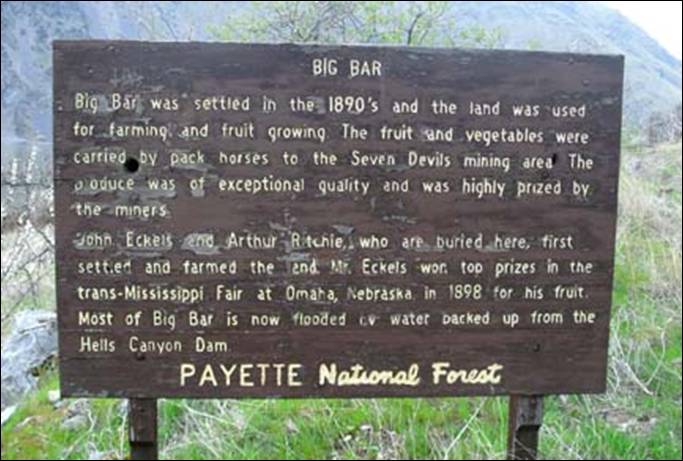 BIG BAR
Big Bar was settled in the 1890's and the land was used
for farming and fruit growing. The fruit and vegetables were
carried by pack horses to the Seven Devils mining area. The
produce was of exceptional quality and was highly prized by
the miners.
John Eckels and Arthur Ritchie, who are buried here, first
settled and farmed the land. Mr. Eckels won top prizes in the
trans-Mississippi Fair at Omaha, Nebraska in 1898 for his fruit.
Most of Big Bar is now flooded by water backed up from the
Hells Canyon Dam.
PAYETTE National Forest